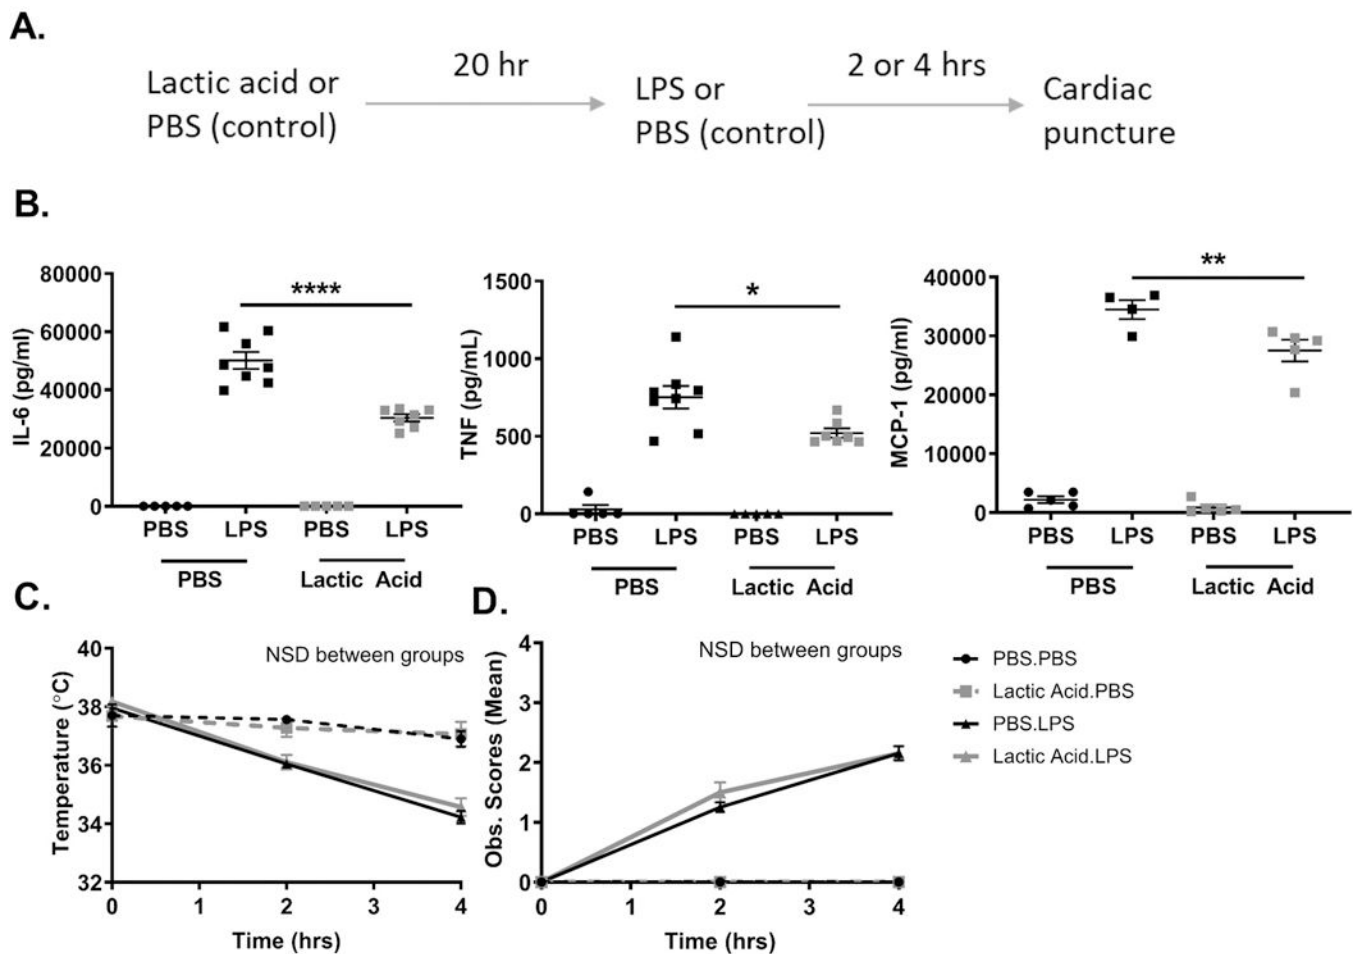 A.
Lactic acid or
PBS (control)
20 hr
LPS or
PBS (control)
2 or 4 hrs
Cardiac
puncture
B.
IL-6 (pg/ml)
80000
60000
40000
20000
0
****
PBS LPS PBS LPS
PBS Lactic Acid
TNF (pg/mL)
1500
1000
500
0
*
PBS LPS PBS LPS
PBS Lactic Acid
MCP-1 (pg/ml)
40000
30000
20000
10000
0
**
PBS LPS PBS LPS
PBS Lactic Acid
C.
NSD between groups
Temperature (°C)
40
38
36
34
32
0 1 2 3 4
Time (hrs)
D.
NSD between groups
Obs. Scores (Mean)
4
3
2
1
0
0 1 2 3 4
Time (hrs)
PBS.PBS
Lactic Acid.PBS
PBS.LPS
Lactic Acid.LPS